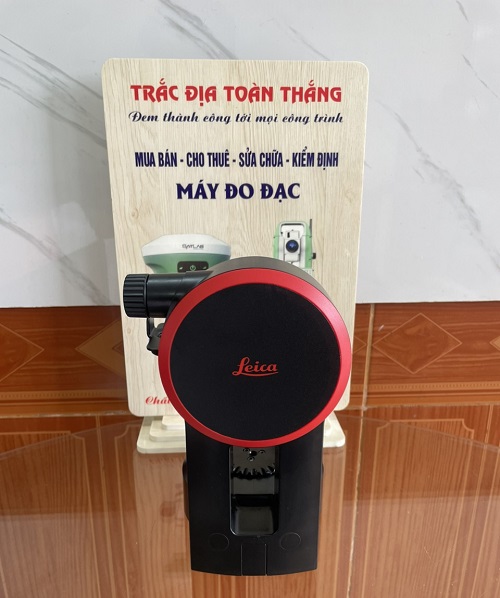 TRẮC ĐỊA TOÀN THẮNG
Đem thành công tới mọi công trình
MUA BÁN - CHO THUÊ - SỬA CHỮA - KIỂM ĐỊNH
MÁY ĐO ĐẠC
Leica